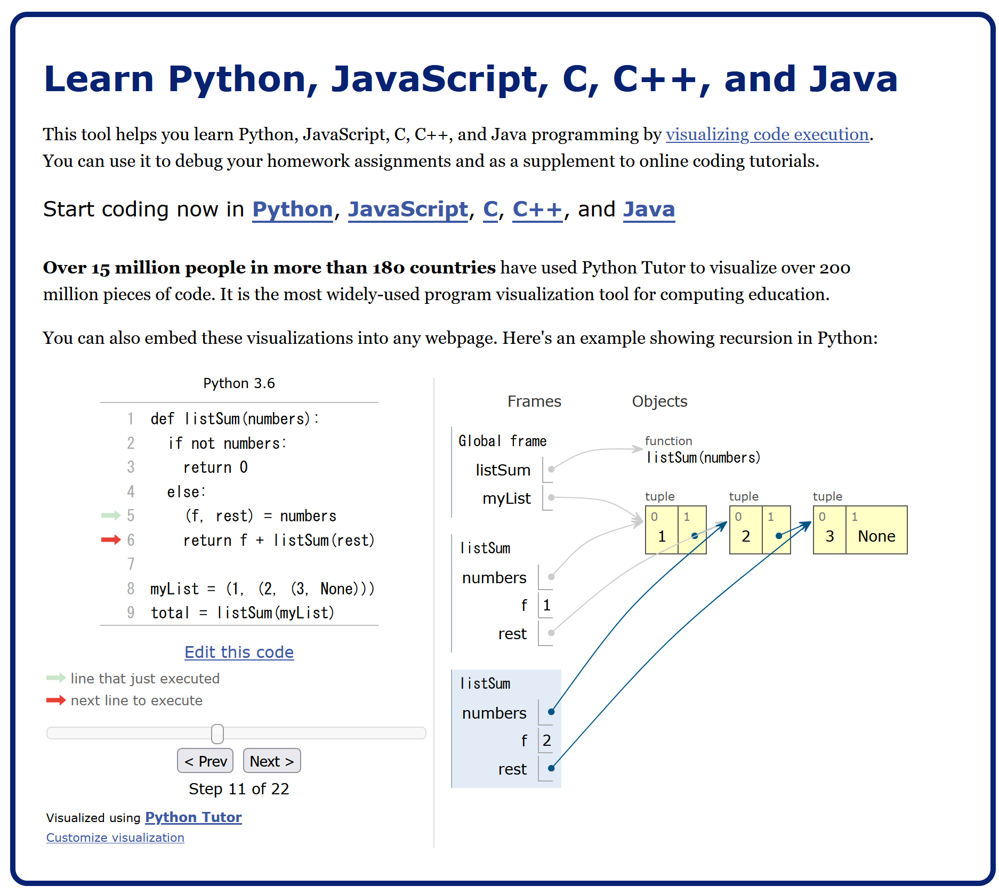 Learn Python, JavaScript, C, C++, and Java
This tool helps you learn Python, JavaScript, C, C++, and Java programming by visualizing code execution.
You can use it to debug your homework assignments and as a supplement to online coding tutorials.
Start coding now in Python, JavaScript, C, C++, and Java
Over 15 million people in more than 180 countries have used Python Tutor to visualize over 200
million pieces of code. It is the most widely-used program visualization tool for computing education.
You can also embed these visualizations into any webpage. Here's an example showing recursion in Python:
Python 3.6
1 def listSum(numbers):
2   if not numbers:
3     return 0
4   else:
5     (f, rest) = numbers
6     return f + listSum(rest)
7
8 myList = (1, (2, (3, None)))
9 total = listSum(myList)
Edit this code
line that just executed
next line to execute
< Prev Next >
Step 11 of 22
Visualized using Python Tutor
Customize visualization
Frames Objects
Global frame
listSum
myList
function
listSum(numbers)
tuple tuple tuple
0 1 0 1 0 1
1 2 3 None
listSum
numbers
f 1
rest
listSum
numbers
f 2
rest